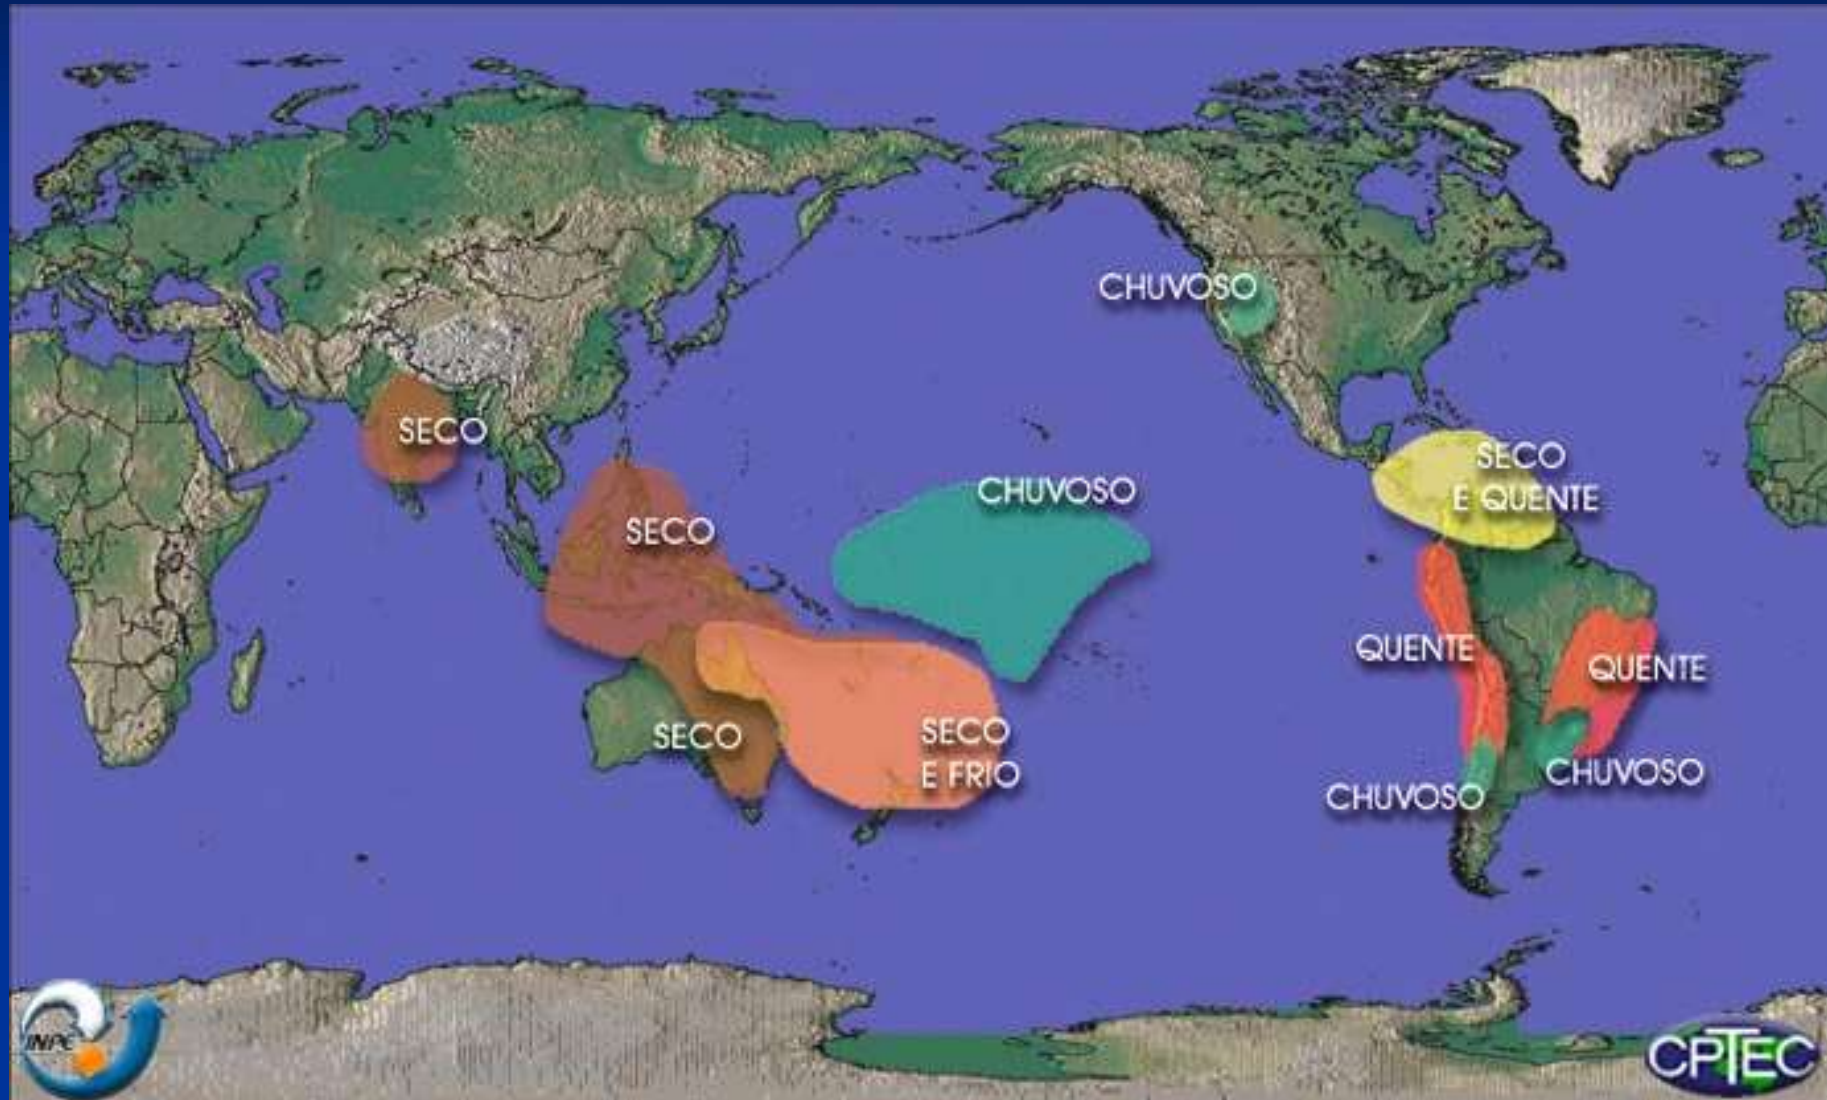 CHUVOSO
SECO
SECO
E QUENTE
CHUVOSO
SECO
QUENTE
QUENTE
SECO
SECO
E FRIO
CHUVOSO
CHUVOSO
INPE
CPTEC